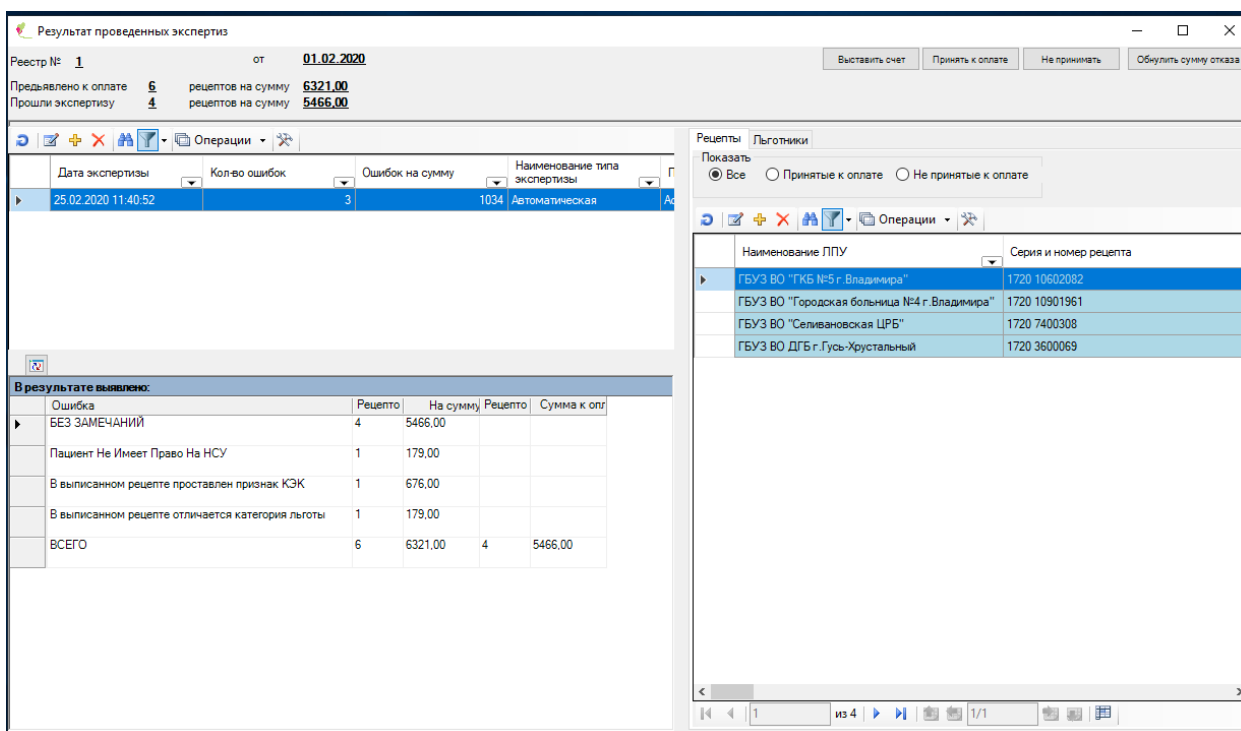 Результат проведенных экспертиз
Реестр № 1 от 01.02.2020
Выставить счет Принять к оплате Не принимать Обнулить сумму отказа
Предъявлено к оплате 6 рецептов на сумму 6321,00
Прошли экспертизу 4 рецептов на сумму 5466,00
Операции
Дата экспертизы Кол-во ошибок Ошибок на сумму Наименование типа экспертизы П
25.02.2020 11:40:52 3 1034 Автоматическая Ас
В результате выявлено:
Ошибка Рецепто На сумму Рецепто Сумма к опл
БЕЗ ЗАМЕЧАНИЙ 4 5466,00
Пациент Не Имеет Право На НСУ 1 179,00
В выписанном рецепте проставлен признак КЭК 1 676,00
В выписанном рецепте отличается категория льготы 1 179,00
ВСЕГО 6 6321,00 4 5466,00
Рецепты Льготники
Показать
Все Принятые к оплате Не принятые к оплате
Операции
Наименование ЛПУ Серия и номер рецепта
ГБУЗ ВО "ГКБ №5 г.Владимира" 1720 10602082
ГБУЗ ВО "Городская больница №4 г.Владимира" 1720 10901961
ГБУЗ ВО "Селивановская ЦРБ" 1720 7400308
ГБУЗ ВО ДГБ г.Гусь-Хрустальный 1720 3600069
1 из 4 1/1